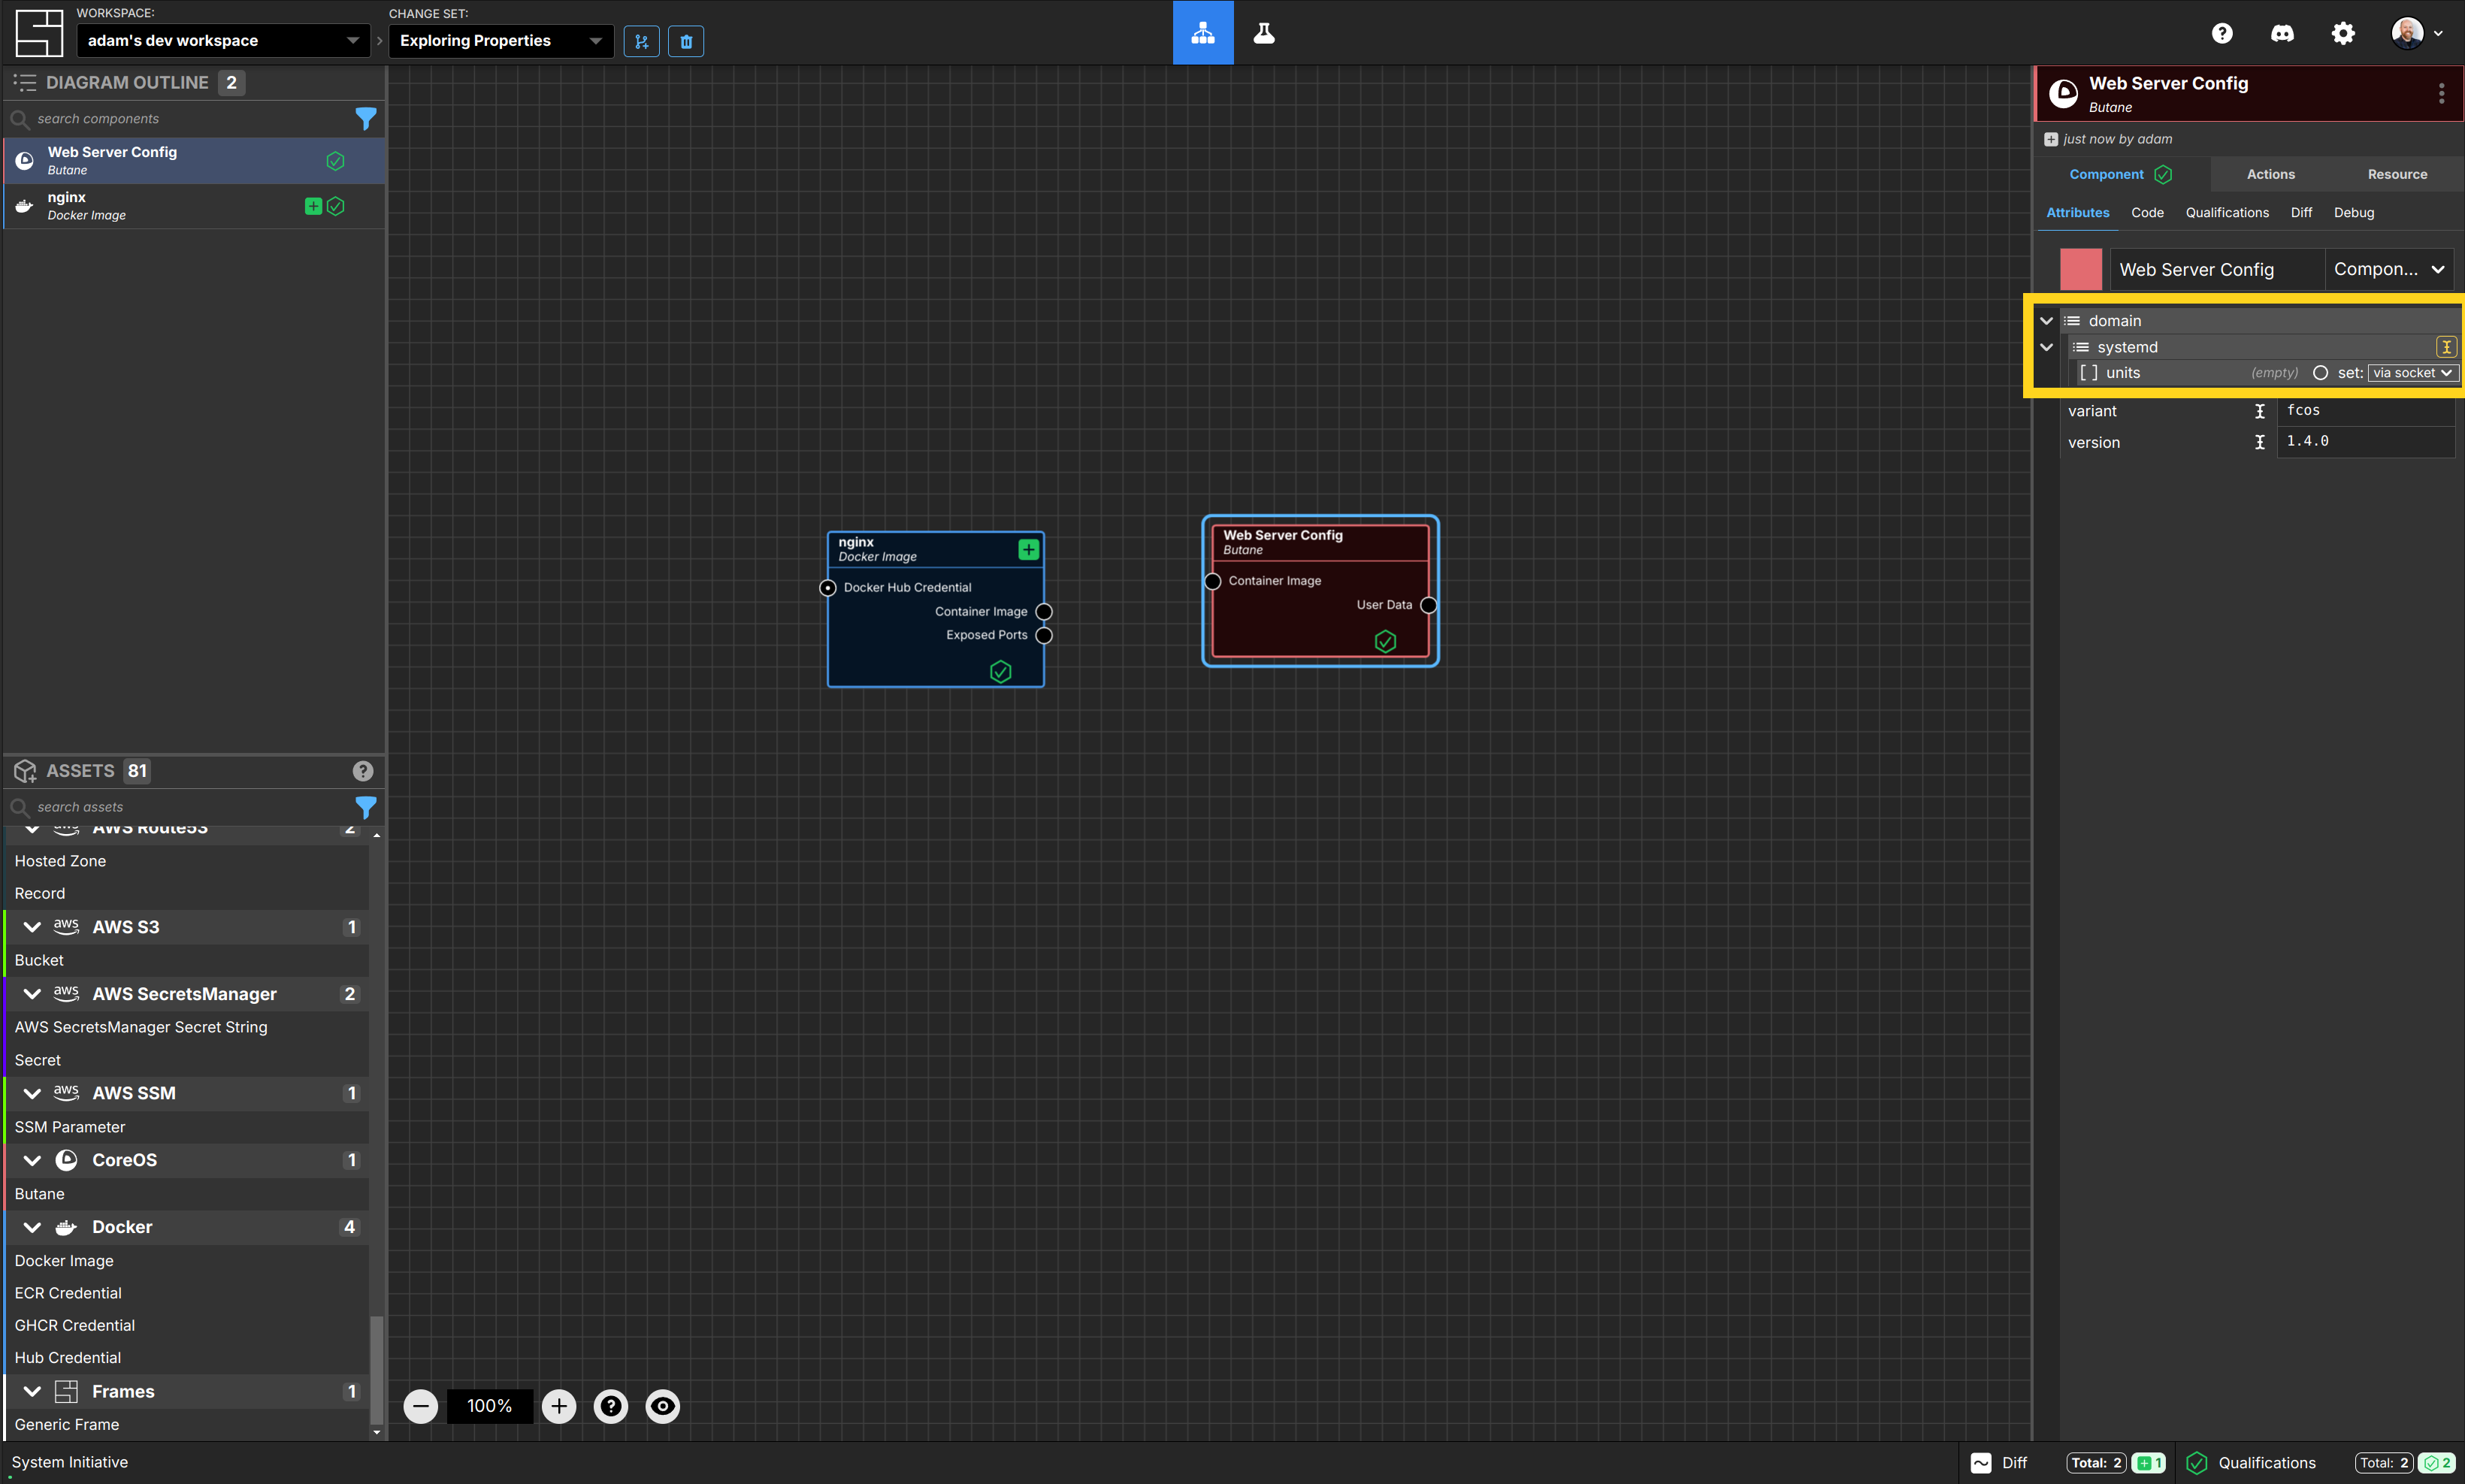 WORKSPACE:
adam's dev workspace
CHANGE SET:
Exploring Properties
DIAGRAM OUTLINE 2
search components
Web Server Config
Butane
nginx
Docker Image
ASSETS 81
search assets
AWS Route53 2
Hosted Zone
Record
aws AWS S3 1
Bucket
aws AWS SecretsManager 2
AWS SecretsManager Secret String
Secret
aws AWS SSM 1
SSM Parameter
CoreOS 1
Butane
Docker 4
Docker Image
ECR Credential
GHCR Credential
Hub Credential
Frames 1
Generic Frame
nginx
Docker Image
Docker Hub Credential
Container Image
Exposed Ports
Web Server Config
Butane
Container Image
User Data
100%
Web Server Config
Butane
just now by adam
Component Actions Resource
Attributes Code Qualifications Diff Debug
Web Server Config Compon...
domain
systemd
[ ] units (empty) set: via socket
variant fcos
version 1.4.0
System Initiative
Diff Total: 2 1 Qualifications Total: 2 2